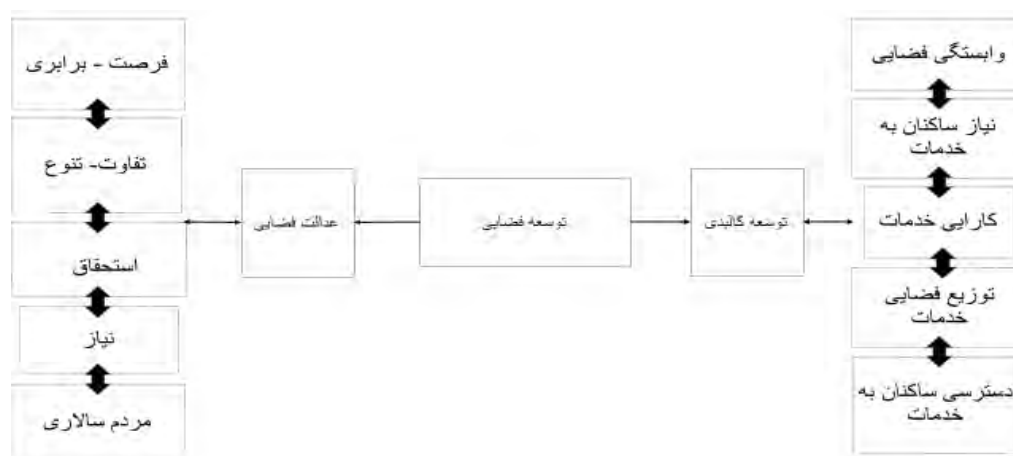 وابستگی فضایی
نیاز ساکنان به
خدمات
کارایی خدمات
توزیع فضایی
خدمات
دسترسی ساکنان به
خدمات
توسعه کالبدی
توسعه فضایی
عدالت فضایی
فرصت - برابری
تفاوت- تنوع
استحقاق
نیاز
مردم سالاری